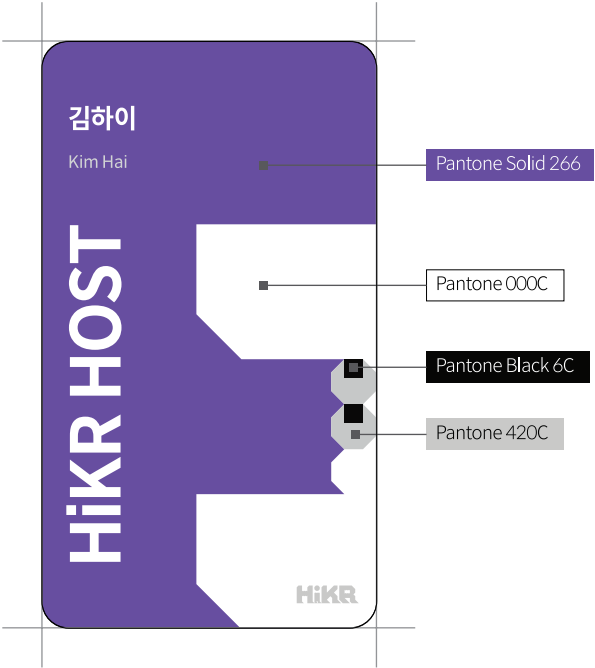 김하이
Kim Hai
HiKR HOST
Pantone Solid 266
Pantone 000C
Pantone Black 6C
Pantone 420C
HiKR